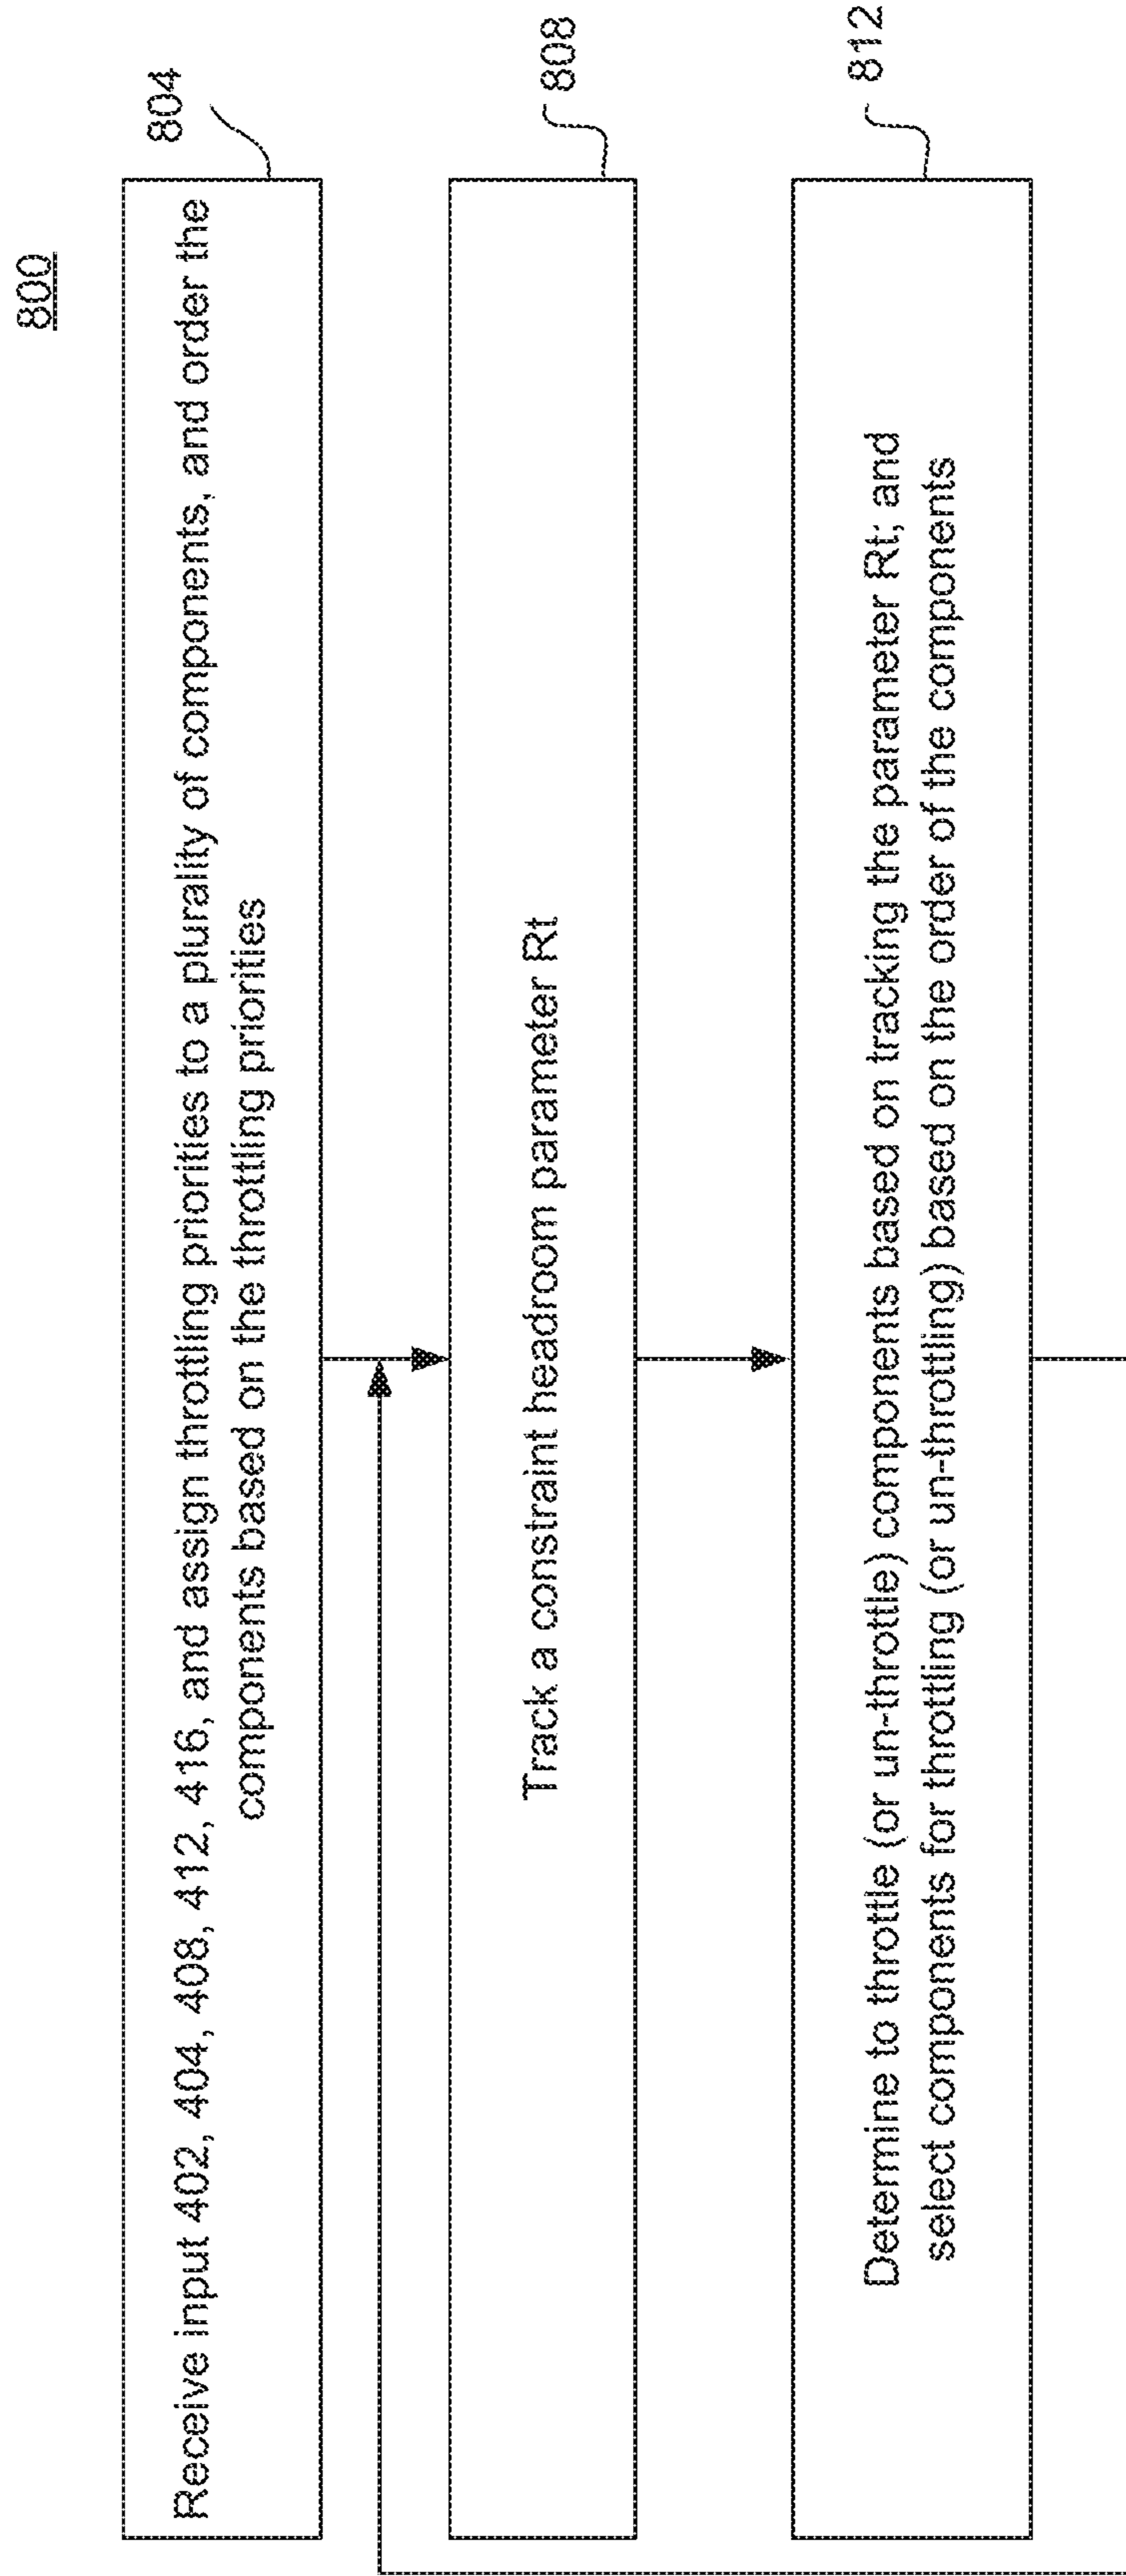 800
Receive input 402, 404, 408, 412, 416, and assign throttling priorities to a plurality of components, and order the
components based on the throttling priorities
804
Track a constraint headroom parameter Rt
808
Determine to throttle (or un-throttle) components based on tracking the parameter Rt; and
select components for throttling (or un-throttling) based on the order of the components
812